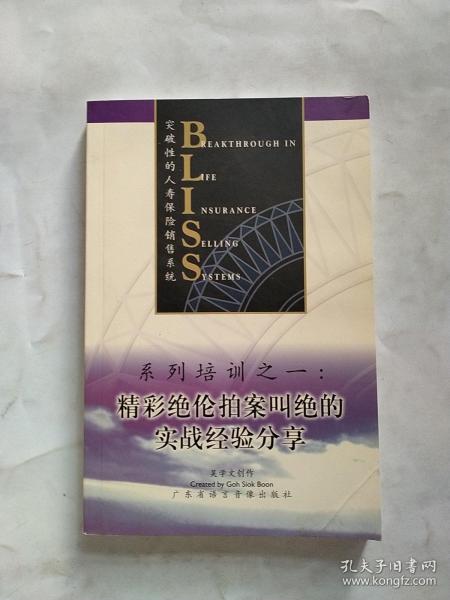 突破性的人寿保险销售系统
BREAKTHROUGH IN
LIFE
INSURANCE
SELLING
SYSTEMS
系列培训之一：
精彩绝伦拍案叫绝的
实战经验分享
吴学文创作
Created by Goh Siok Boon
广东省语言音像出版社
孔夫子旧书网
www.kongfz.com